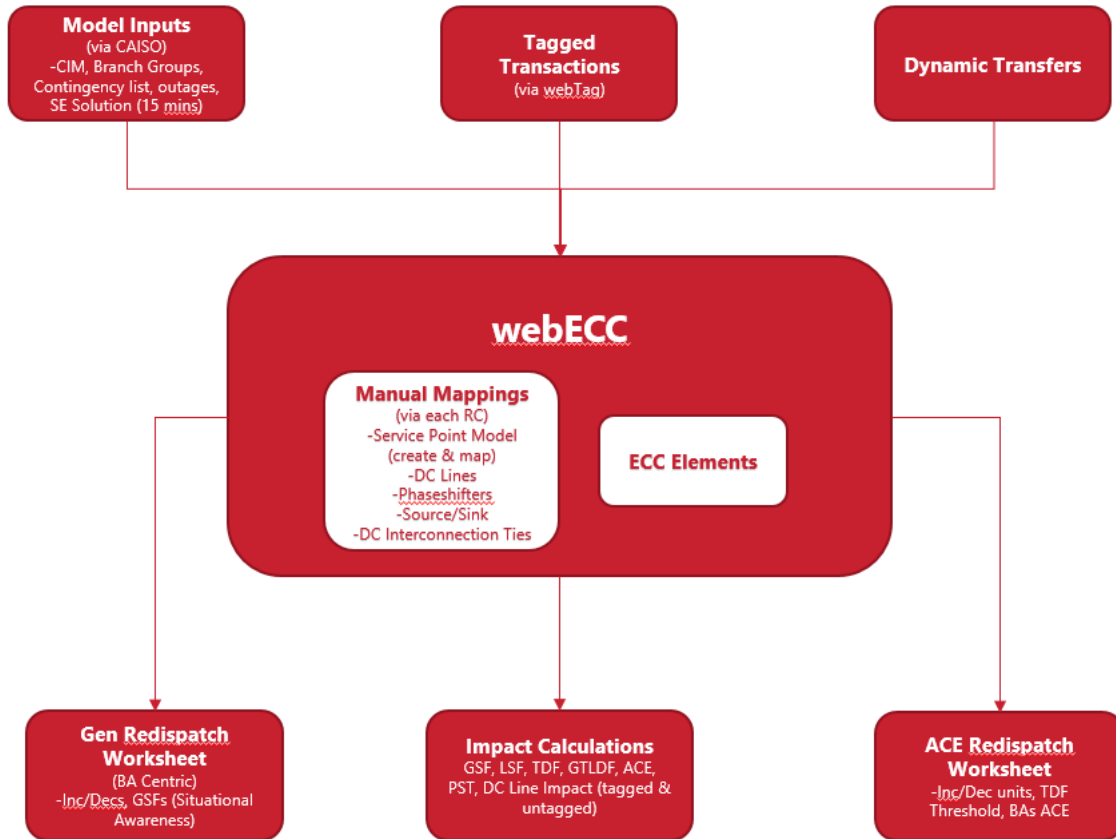 Model Inputs
(via CAISO)
-CIM, Branch Groups,
Contingency list, outages,
SE Solution (15 mins)
Tagged
Transactions
(via webTag)
Dynamic Transfers
webECC
Manual Mappings
(via each RC)
-Service Point Model
(create & map)
-DC Lines
-Phaseshifters
-Source/Sink
-DC Interconnection Ties
ECC Elements
Gen Redispatch
Worksheet
(BA Centric)
-Inc/Decs, GSFs (Situational
Awareness)
Impact Calculations
GSF, LSF, TDF, GTLDF, ACE,
PST, DC Line Impact (tagged &
untagged)
ACE Redispatch
Worksheet
-Inc/Dec units, TDF
Threshold, BAs ACE